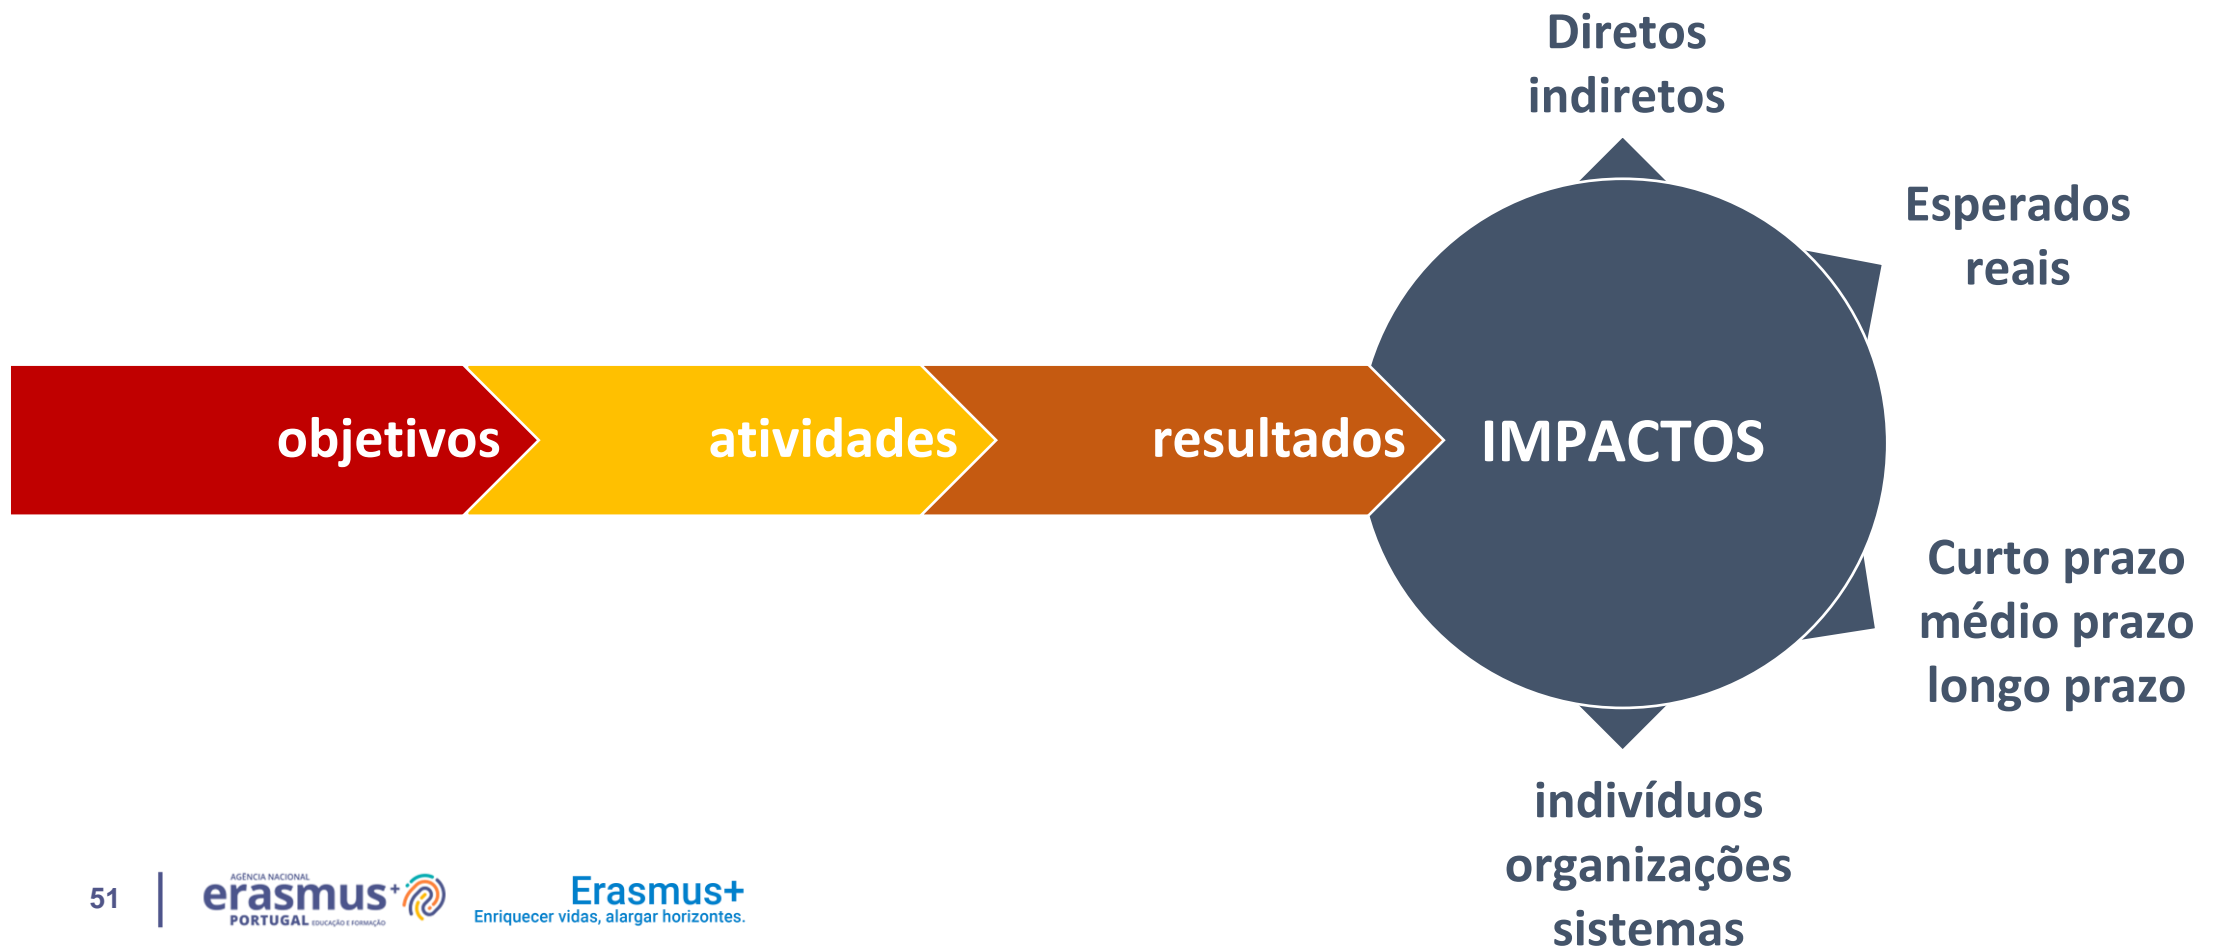 Diretos
indiretos
Esperados
reais
objetivos
atividades
resultados
IMPACTOS
Curto prazo
médio prazo
longo prazo
indivíduos
organizações
sistemas
51
AGÊNCIA NACIONAL
erasmus+
PORTUGAL EDUCAÇÃO E FORMAÇÃO
Erasmus+
Enriquecer vidas, alargar horizontes.